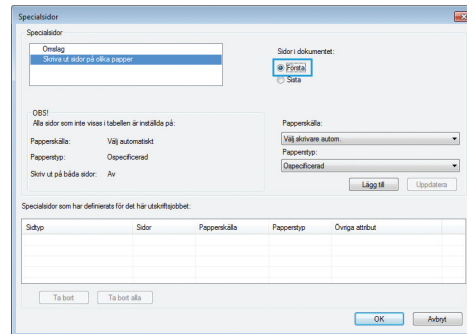 Specialsidor
Specialsidor
Omslag
Skriva ut sidor på olika papper
Sidor i dokumentet:
Första
Sista
OBS!
Alla sidor som inte visas i tabellen är inställda på:
Papperskälla: Välj automatiskt
Papperstyp: Ospecificerad
Skriv ut på båda sidor: Av
Papperskälla:
Välj skrivare autom.
Papperstyp:
Ospecificerad
Lägg till Uppdatera
Specialsidor som har definierats för det här utskriftsjobbet:
Sidtyp Sidor Papperskälla Papperstyp Övriga attribut
Ta bort Ta bort alla
OK Avbryt